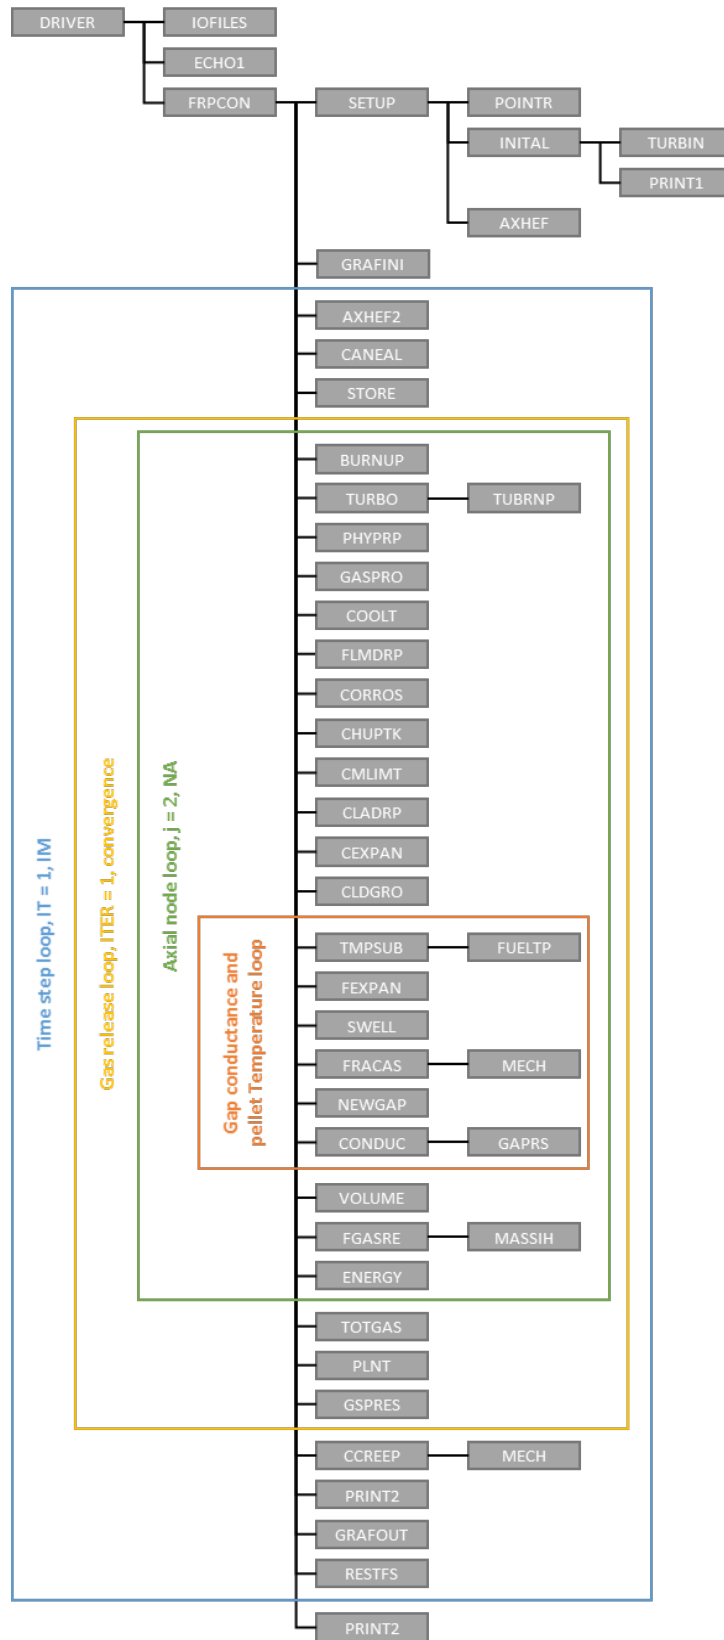 DRIVER
IOFILES
ECHO1
FRPCON
SETUP
POINTR
INITAL
TURBIN
PRINT1
AXHEF
GRAFINI
AXHEF2
CANEAL
STORE
BURNUP
TURBO
TUBRNP
PHYPRP
GASPRO
COOLT
FLMDRP
CORROS
CHUPTK
CMLIMT
CLADRP
CEXPAN
CLDGRO
Time step loop, IT = 1, IM
Gas release loop, ITER = 1, convergence
Axial node loop, j = 2, NA
Gap conductance and
pellet Temperature loop
TMPSUB
FUELTP
FEXPAN
SWELL
FRACAS
MECH
NEWGAP
CONDUC
GAPRS
VOLUME
FGASRE
MASSIH
ENERGY
TOTGAS
PLNT
GSPRES
CCREEP
MECH
PRINT2
GRAFOUT
RESTFS
PRINT2